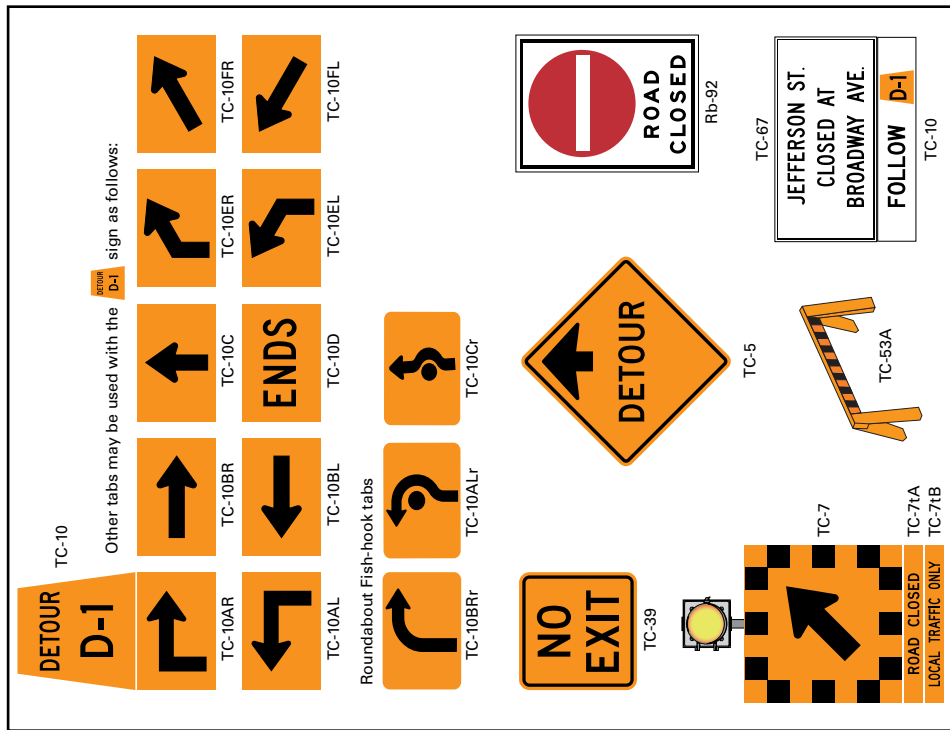 TC-10
DETOUR
D-1
Other tabs may be used with the DETOUR D-1 sign as follows:
TC-10AR
TC-10BR
TC-10C
TC-10ER
TC-10FR
ENDS
TC-10AL
TC-10BL
TC-10D
TC-10EL
TC-10FL
Roundabout Fish-hook tabs
TC-10BRr
TC-10ALr
TC-10Cr
NO
EXIT
TC-39
DETOUR
TC-5
ROAD
CLOSED
Rb-92
TC-7
ROAD CLOSED
TC-7tA
LOCAL TRAFFIC ONLY
TC-7tB
TC-53A
TC-67
JEFFERSON ST.
CLOSED AT
BROADWAY AVE.
FOLLOW D-1
TC-10